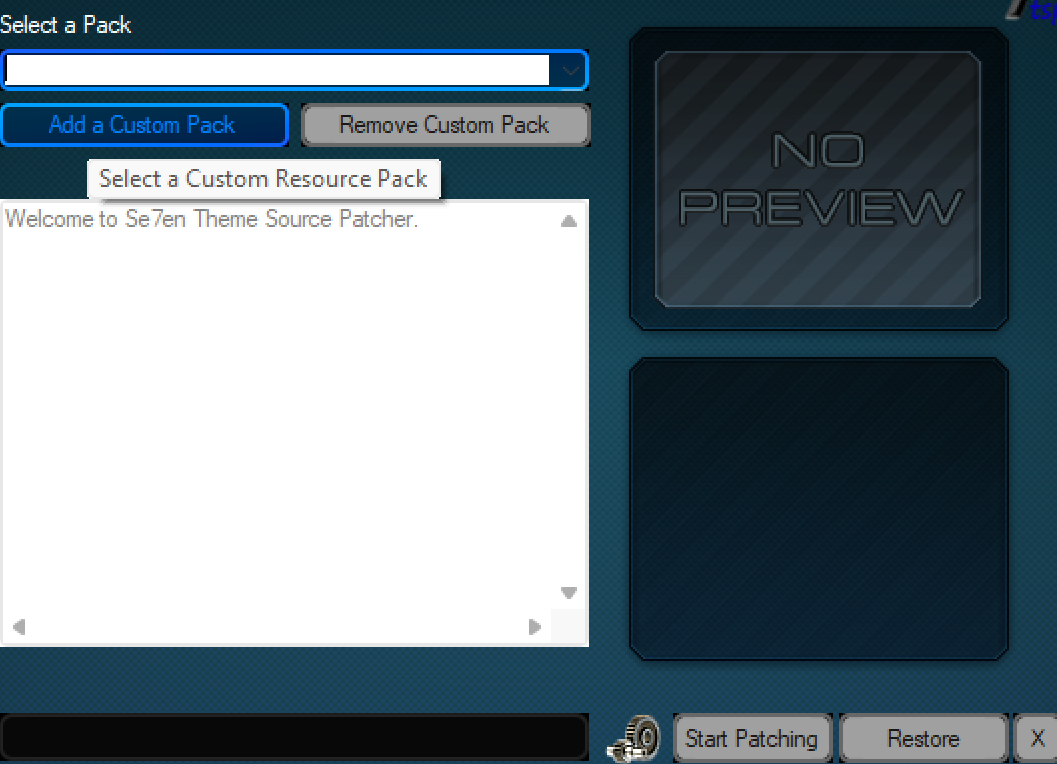 Select a Pack
Add a Custom Pack
Remove Custom Pack
Select a Custom Resource Pack
Welcome to Se7en Theme Source Patcher.
NO
PREVIEW
Start Patching
Restore
X